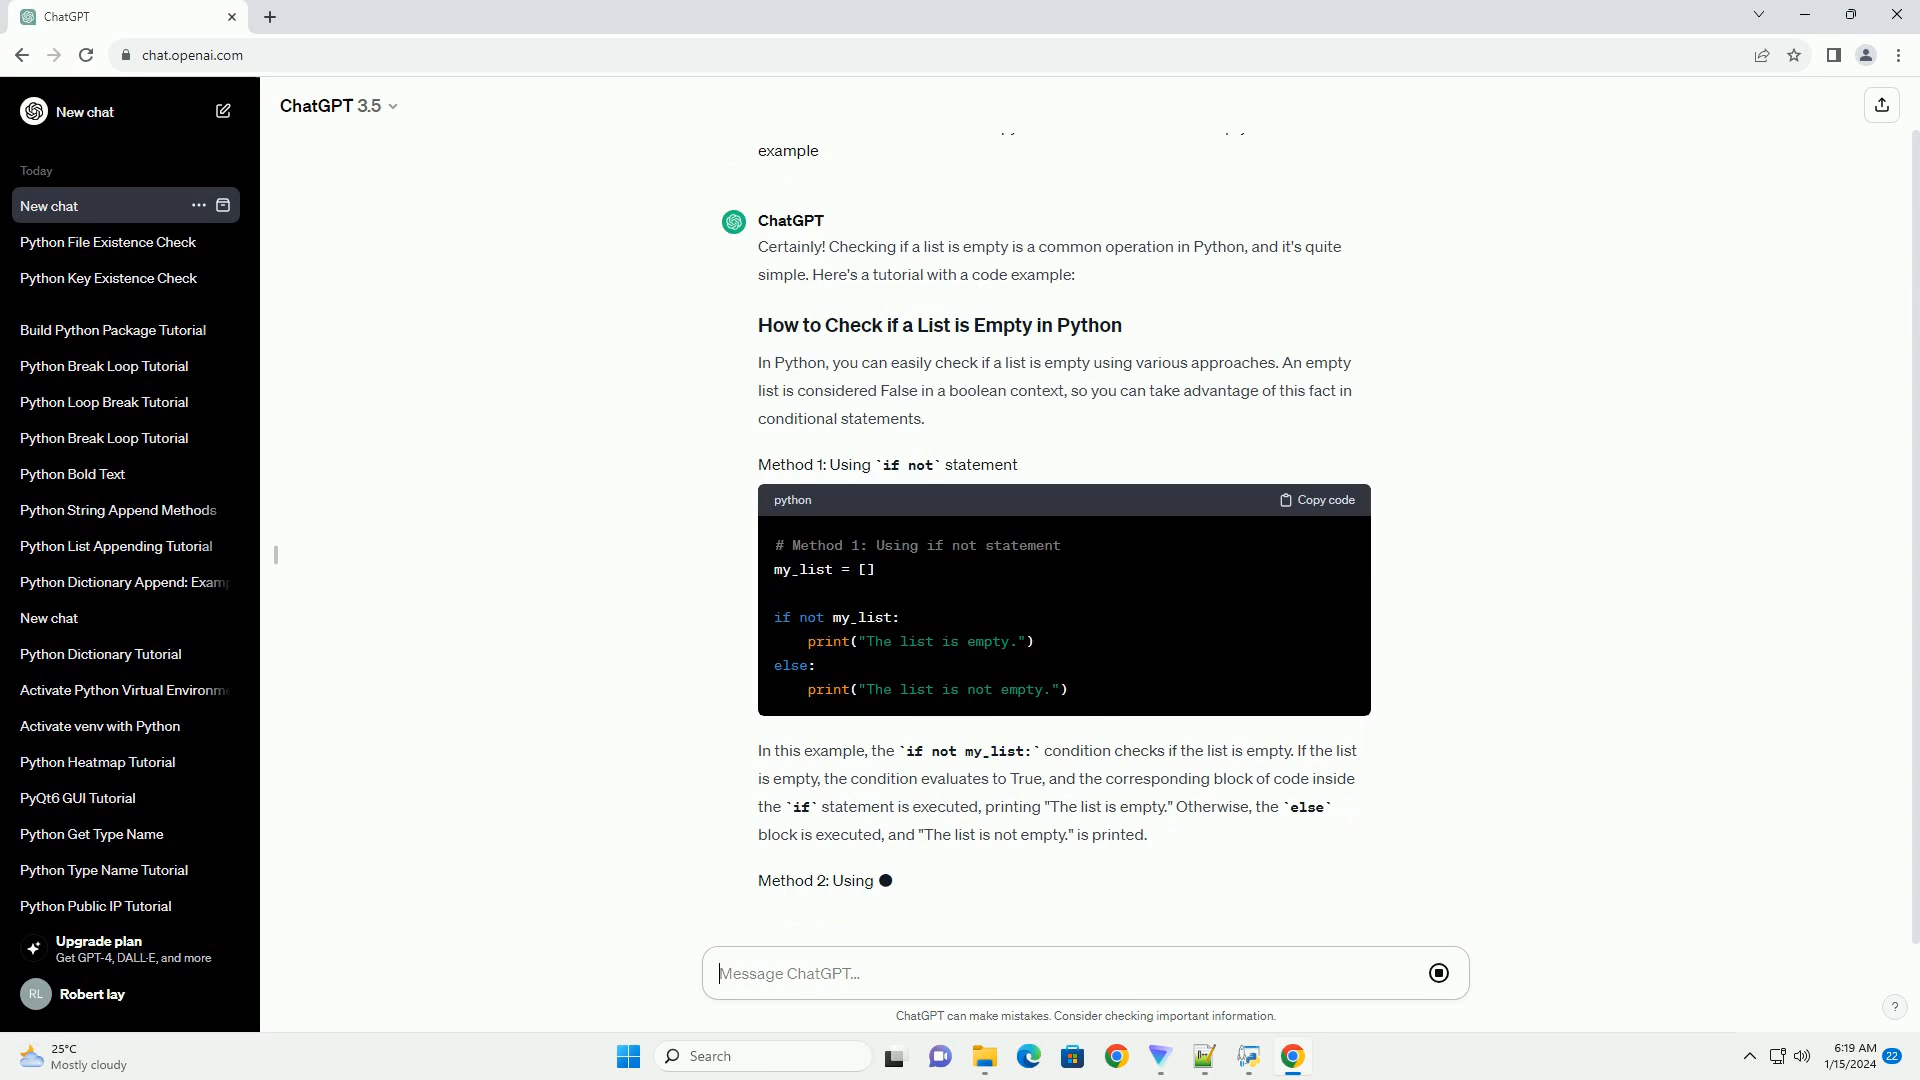 ChatGPT
chat.openai.com
New chat
Today
New chat
Python File Existence Check
Python Key Existence Check
Build Python Package Tutorial
Python Break Loop Tutorial
Python Loop Break Tutorial
Python Break Loop Tutorial
Python Bold Text
Python String Append Methods
Python List Appending Tutorial
Python Dictionary Append: Exam
New chat
Python Dictionary Tutorial
Activate Python Virtual Environme
Activate venv with Python
Python Heatmap Tutorial
PyQt6 GUI Tutorial
Python Get Type Name
Python Type Name Tutorial
Python Public IP Tutorial
Upgrade plan
Get GPT-4, DALL·E, and more
RL Robert lay
ChatGPT 3.5
example
ChatGPT
Certainly! Checking if a list is empty is a common operation in Python, and it's quite
simple. Here's a tutorial with a code example:
How to Check if a List is Empty in Python
In Python, you can easily check if a list is empty using various approaches. An empty
list is considered False in a boolean context, so you can take advantage of this fact in
conditional statements.
Method 1: Using `if not` statement
python Copy code
# Method 1: Using if not statement
my_list = []
if not my_list:
print("The list is empty.")
else:
print("The list is not empty.")
In this example, the `if not my_list:` condition checks if the list is empty. If the list
is empty, the condition evaluates to True, and the corresponding block of code inside
the `if` statement is executed, printing "The list is empty." Otherwise, the `else`
block is executed, and "The list is not empty." is printed.
Method 2: Using
Message ChatGPT...
ChatGPT can make mistakes. Consider checking important information.
?
25°C
Mostly cloudy
Search
6:19 AM
1/15/2024
22